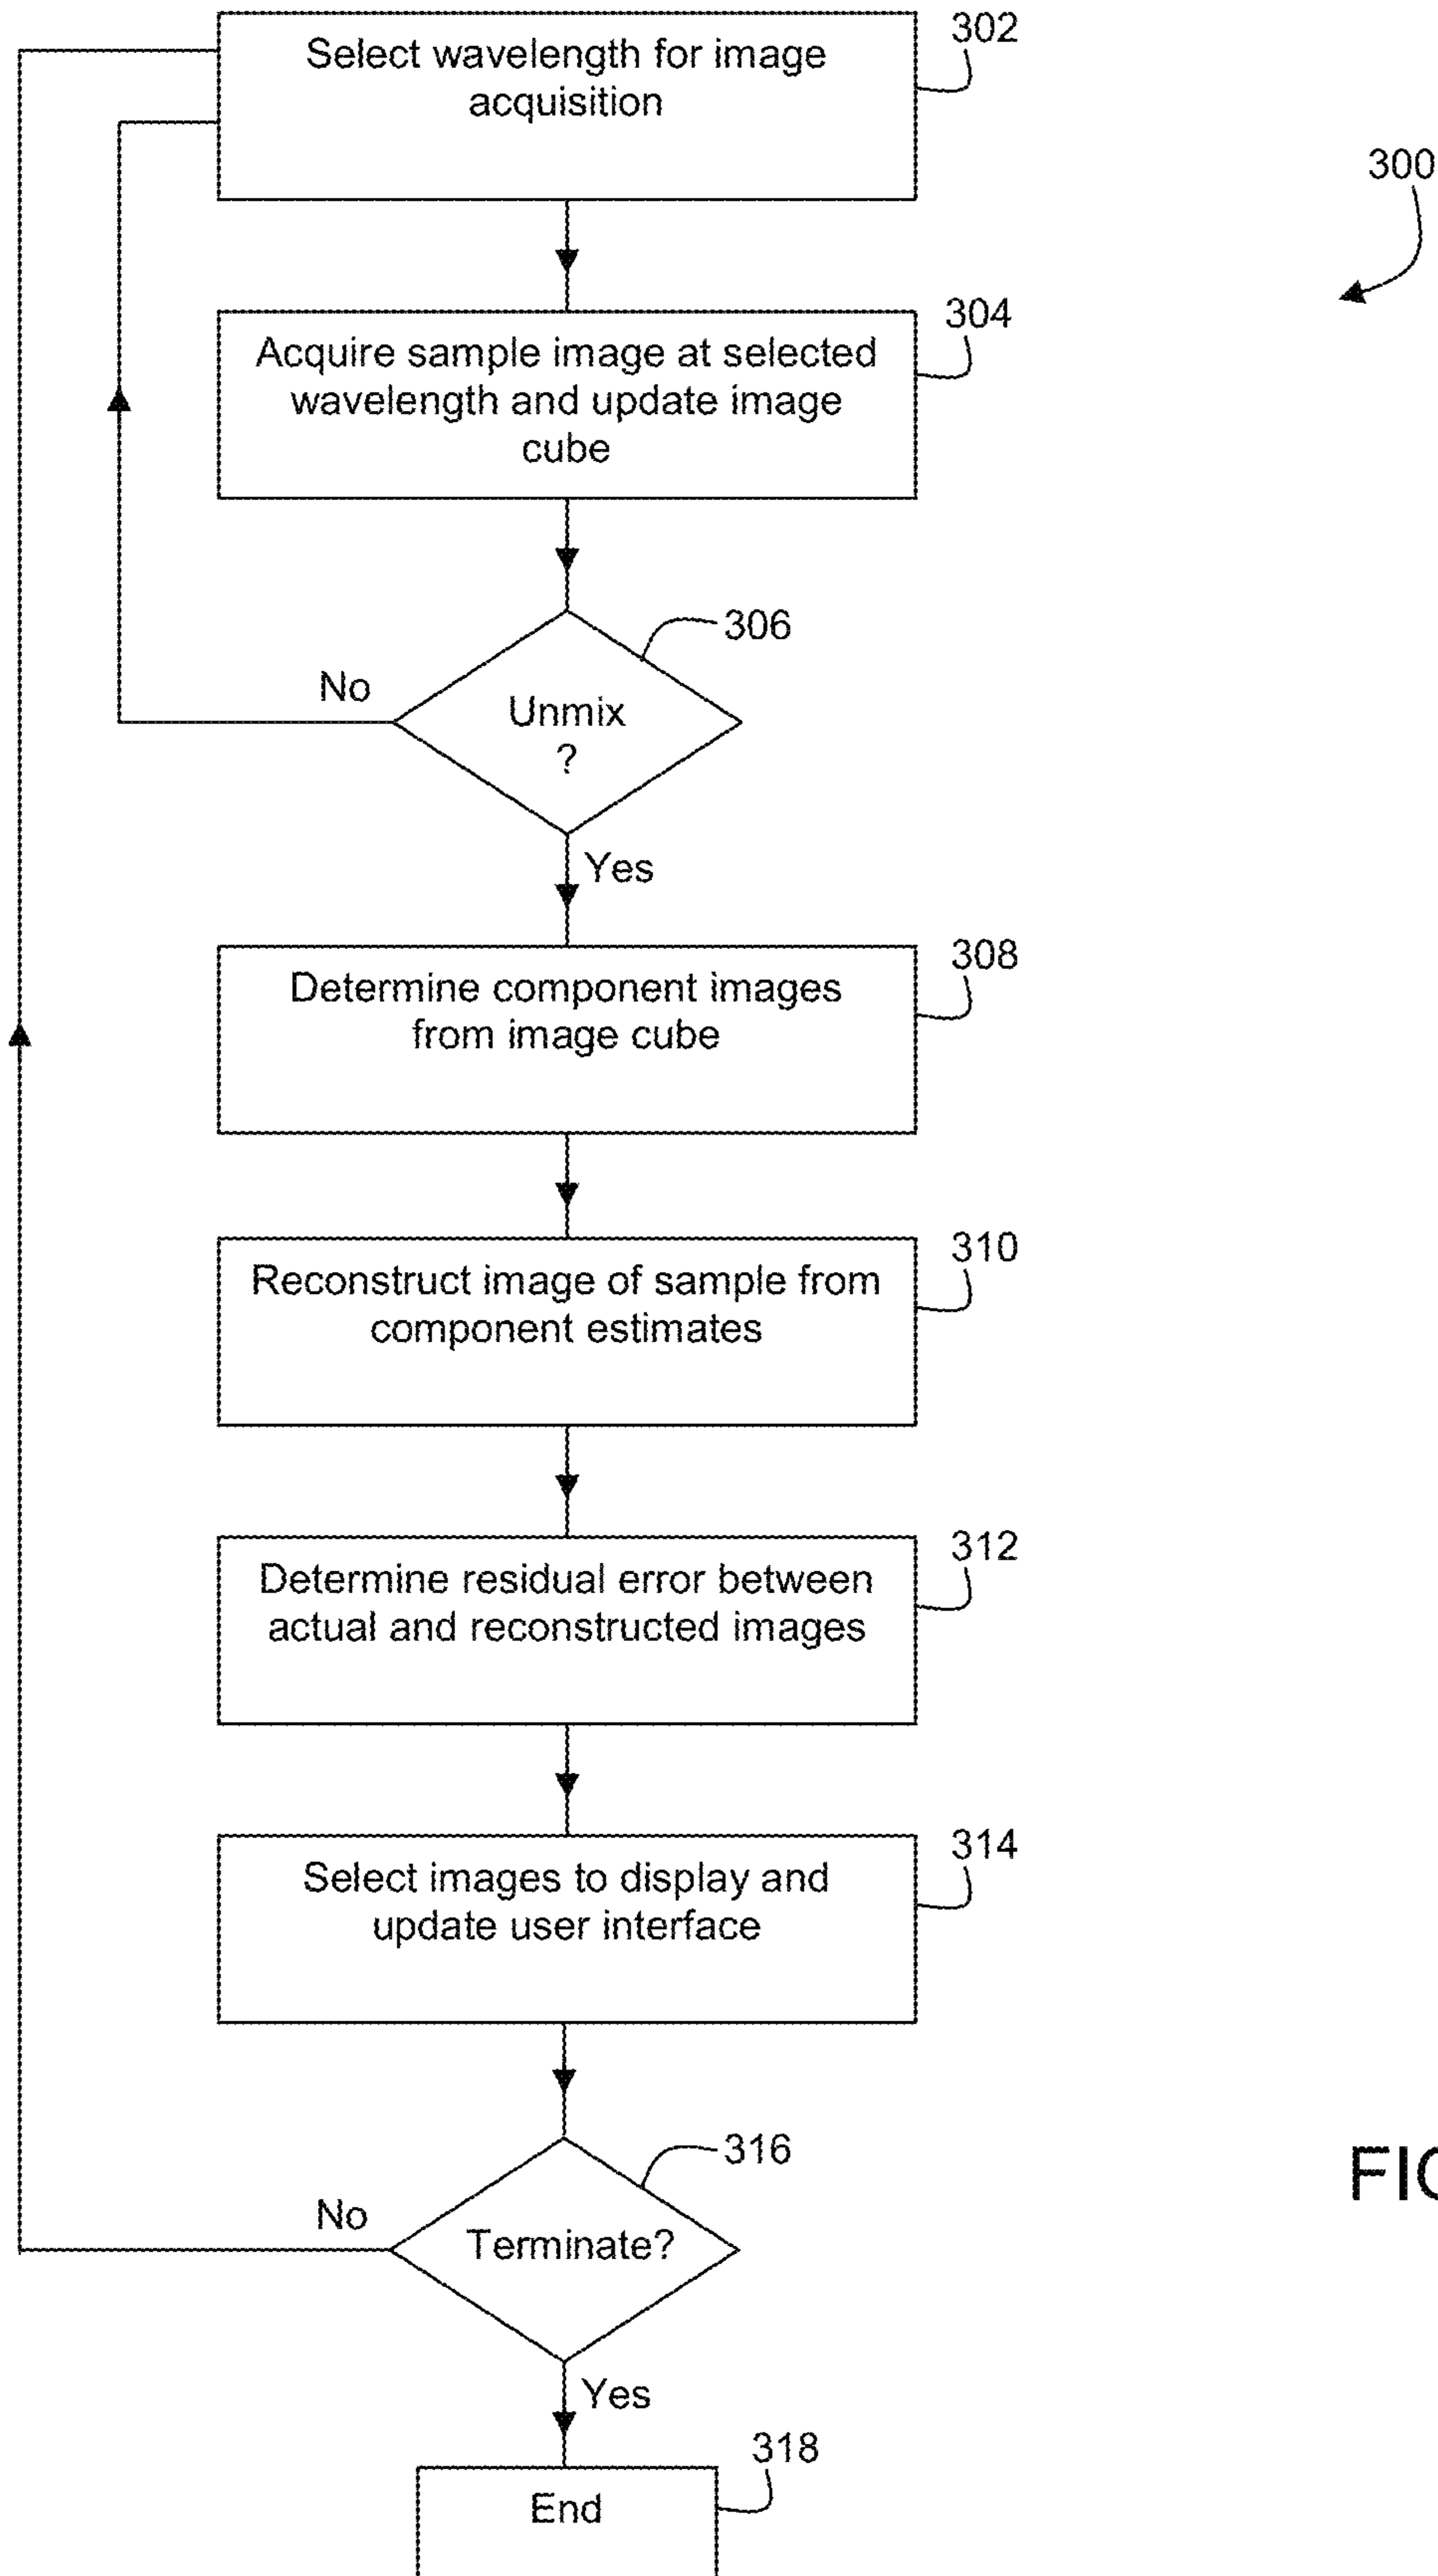 302
Select wavelength for image
acquisition
300
304
Acquire sample image at selected
wavelength and update image
cube
306
No
Unmix
?
Yes
308
Determine component images
from image cube
310
Reconstruct image of sample from
component estimates
312
Determine residual error between
actual and reconstructed images
314
Select images to display and
update user interface
316
No
Terminate?
FI
Yes
318
End